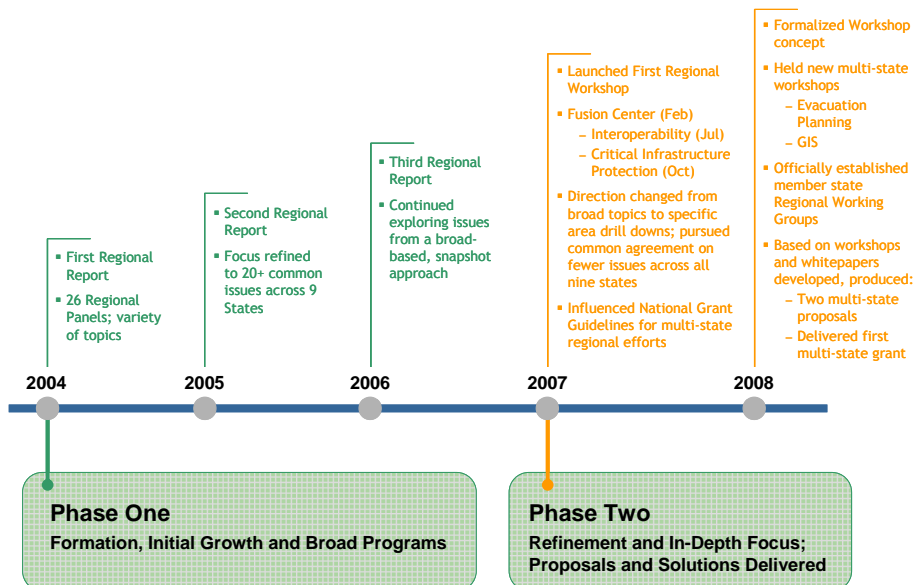 2004
▪ First Regional
Report
▪ 26 Regional
Panels; variety
of topics
2005
▪ Second Regional
Report
▪ Focus refined
to 20+ common
issues across 9
States
2006
▪ Third Regional
Report
▪ Continued
exploring issues
from a broad-
based, snapshot
approach
2007
▪ Launched First Regional
Workshop
▪ Fusion Center (Feb)
– Interoperability (Jul)
– Critical Infrastructure
Protection (Oct)
▪ Direction changed from
broad topics to specific
area drill downs; pursued
common agreement on
fewer issues across all
nine states
▪ Influenced National Grant
Guidelines for multi-state
regional efforts
2008
▪ Formalized Workshop
concept
▪ Held new multi-state
workshops
– Evacuation
Planning
– GIS
▪ Officially established
member state
Regional Working
Groups
▪ Based on workshops
and whitepapers
developed, produced:
– Two multi-state
proposals
– Delivered first
multi-state grant
Phase One
Formation, Initial Growth and Broad Programs
Phase Two
Refinement and In-Depth Focus;
Proposals and Solutions Delivered